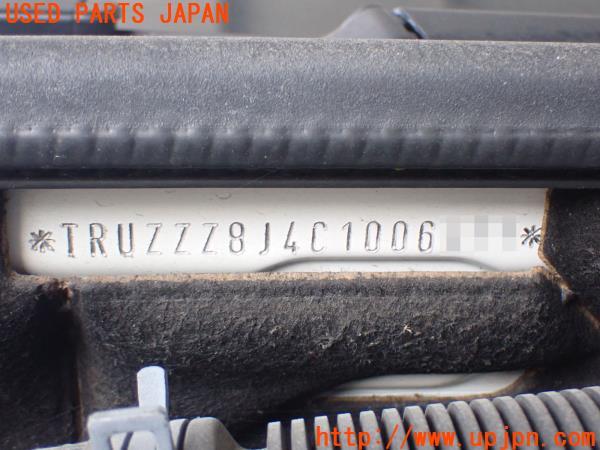 USED PARTS JAPAN
*TRUZZZ8J4C1006 *
http://www.upjpn.com